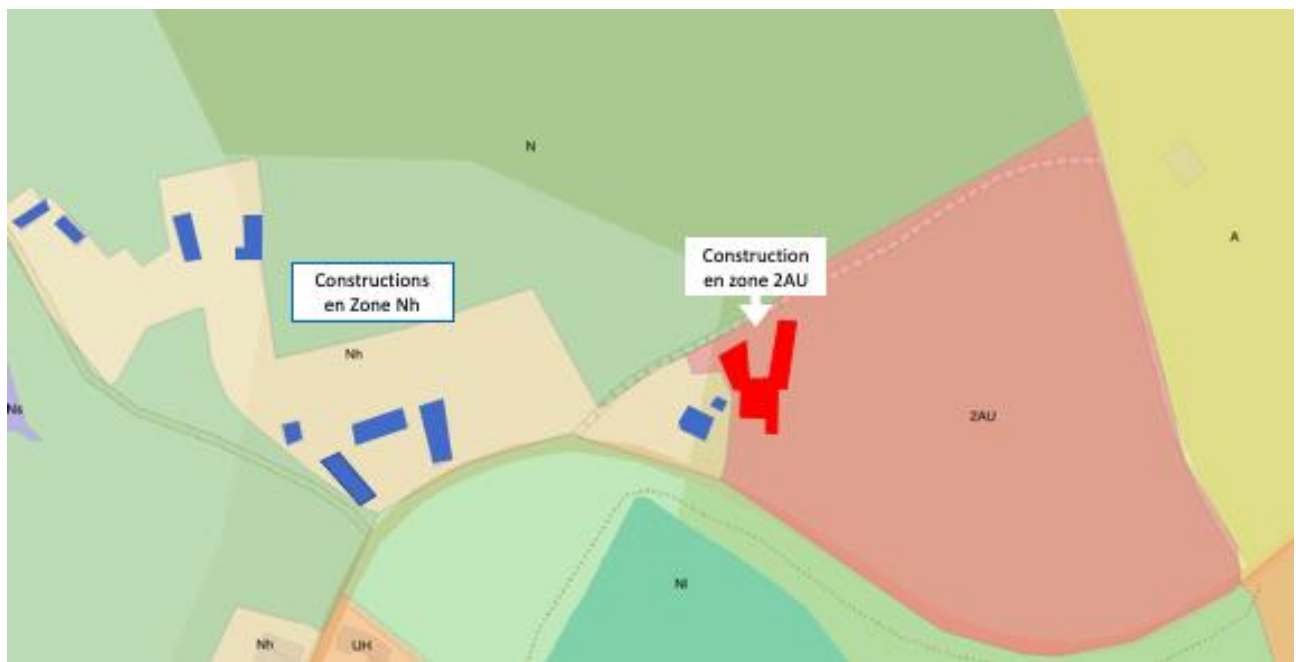 N
Construction
en zone 2AU
A
Constructions
en Zone Nh
Nh
Ns
2AU
Nl
Nh
UH